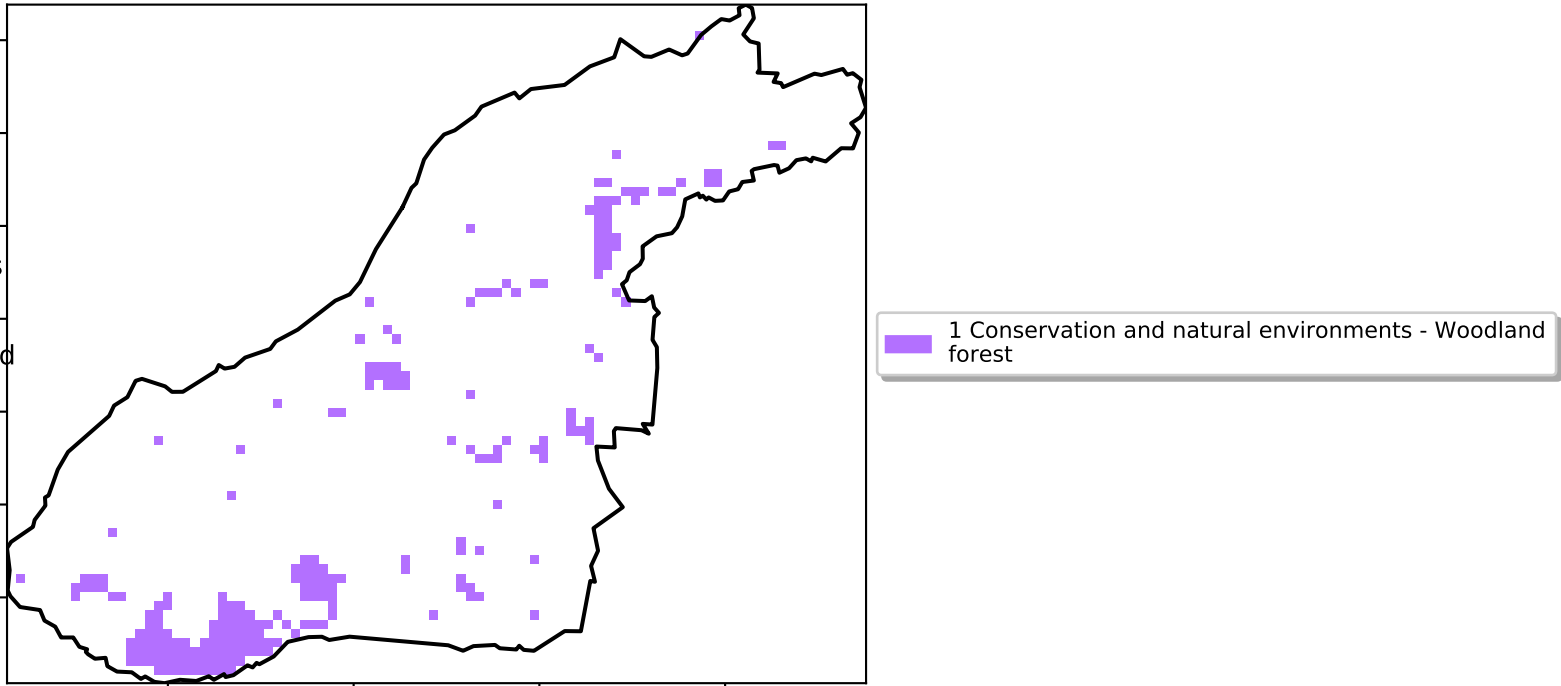 d
1 Conservation and natural environments - Woodland
forest